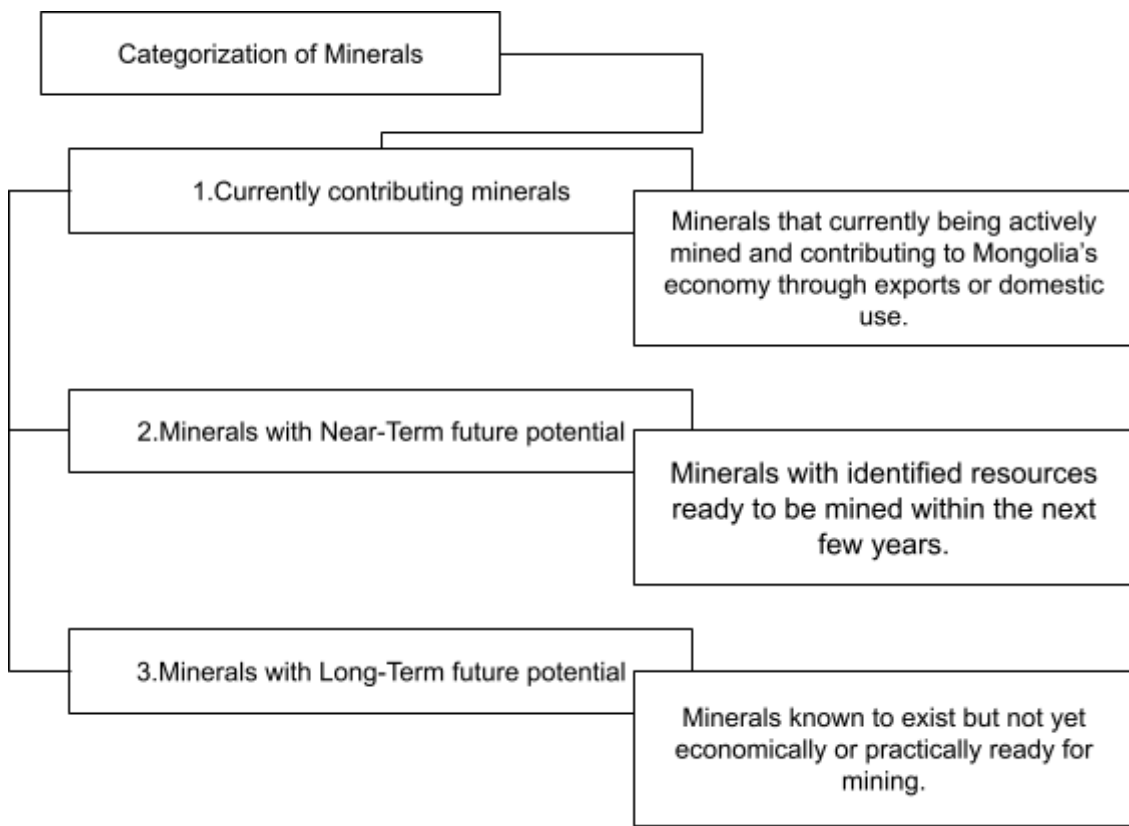 Categorization of Minerals
1.Currently contributing minerals
Minerals that currently being actively
mined and contributing to Mongolia's
economy through exports or domestic
use.
2.Minerals with Near-Term future potential
Minerals with identified resources
ready to be mined within the next
few years.
3.Minerals with Long-Term future potential
Minerals known to exist but not yet
economically or practically ready for
mining.